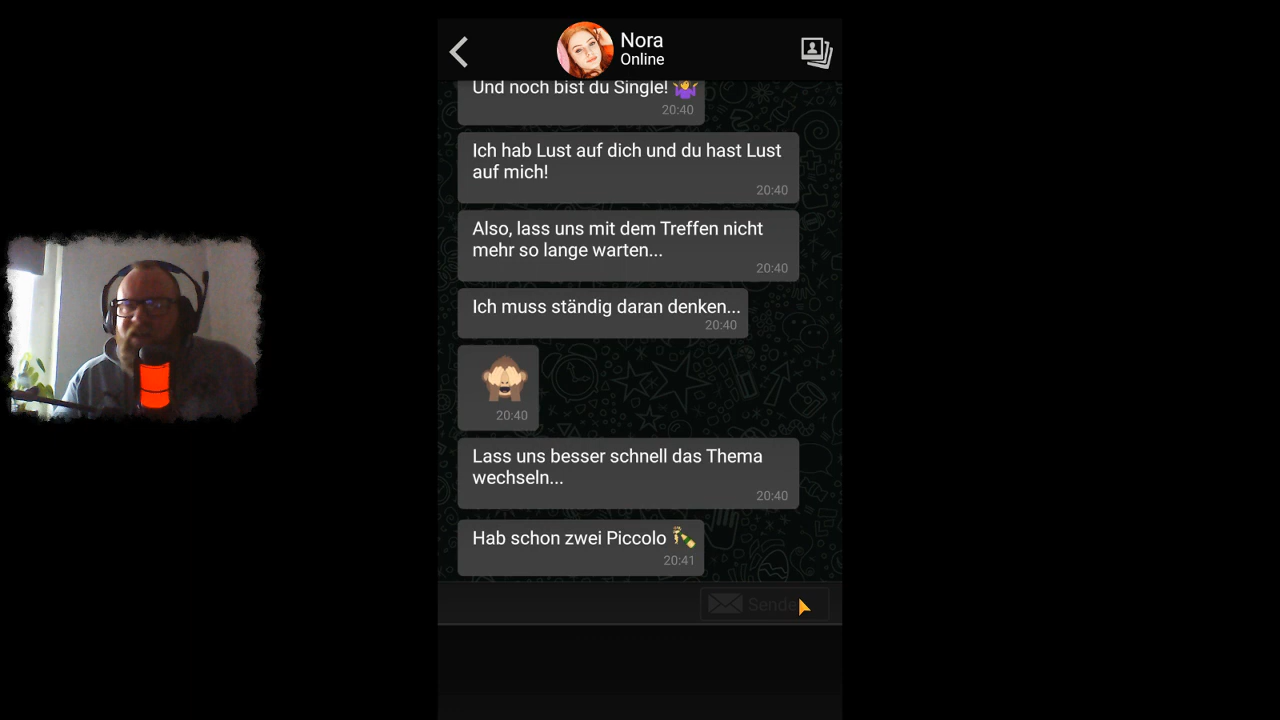 Nora
Online
Und noch bist du Single! 🤷‍♀️
20:40
Ich hab Lust auf dich und du hast Lust
auf mich!
20:40
Also, lass uns mit dem Treffen nicht
mehr so lange warten...
20:40
Ich muss ständig daran denken...
20:40
🙈
20:40
Lass uns besser schnell das Thema
wechseln...
20:40
Hab schon zwei Piccolo 🍾
20:41